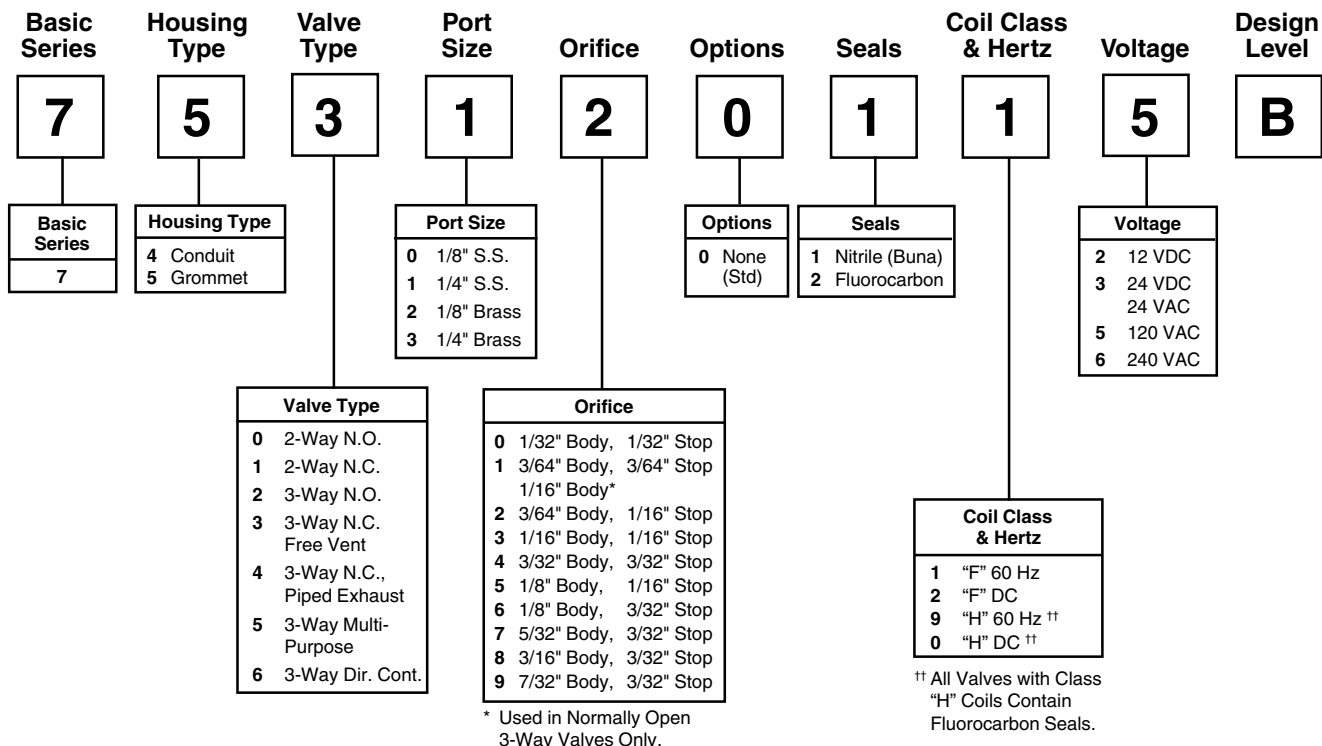 Basic Series
Housing Type
Valve Type
Port Size
Orifice
Options
Seals
Coil Class & Hertz
Voltage
Design Level
7
5
3
1
2
0
1
1
5
B
Basic
Series
7
Housing Type
4 Conduit
5 Grommet
Port Size
0 1/8" S.S.
1 1/4" S.S.
2 1/8" Brass
3 1/4" Brass
Options
0 None
(Std)
Seals
1 Nitrile (Buna)
2 Fluorocarbon
Voltage
2 12 VDC
3 24 VDC
24 VAC
5 120 VAC
6 240 VAC
Valve Type
0 2-Way N.O.
1 2-Way N.C.
2 3-Way N.O.
3 3-Way N.C.
Free Vent
4 3-Way N.C.,
Piped Exhaust
5 3-Way Multi-
Purpose
6 3-Way Dir. Cont.
Orifice
0 1/32" Body, 1/32" Stop
1 3/64" Body, 3/64" Stop
1/16" Body*
2 3/64" Body, 1/16" Stop
3 1/16" Body, 1/16" Stop
4 3/32" Body, 3/32" Stop
5 1/8" Body, 1/16" Stop
6 1/8" Body, 3/32" Stop
7 5/32" Body, 3/32" Stop
8 3/16" Body, 3/32" Stop
9 7/32" Body, 3/32" Stop
* Used in Normally Open
3-Way Valves Only.
Coil Class
& Hertz
1 “F” 60 Hz
2 “F” DC
9 “H” 60 Hz ††
0 “H” DC ††
†† All Valves with Class
“H” Coils Contain
Fluorocarbon Seals.